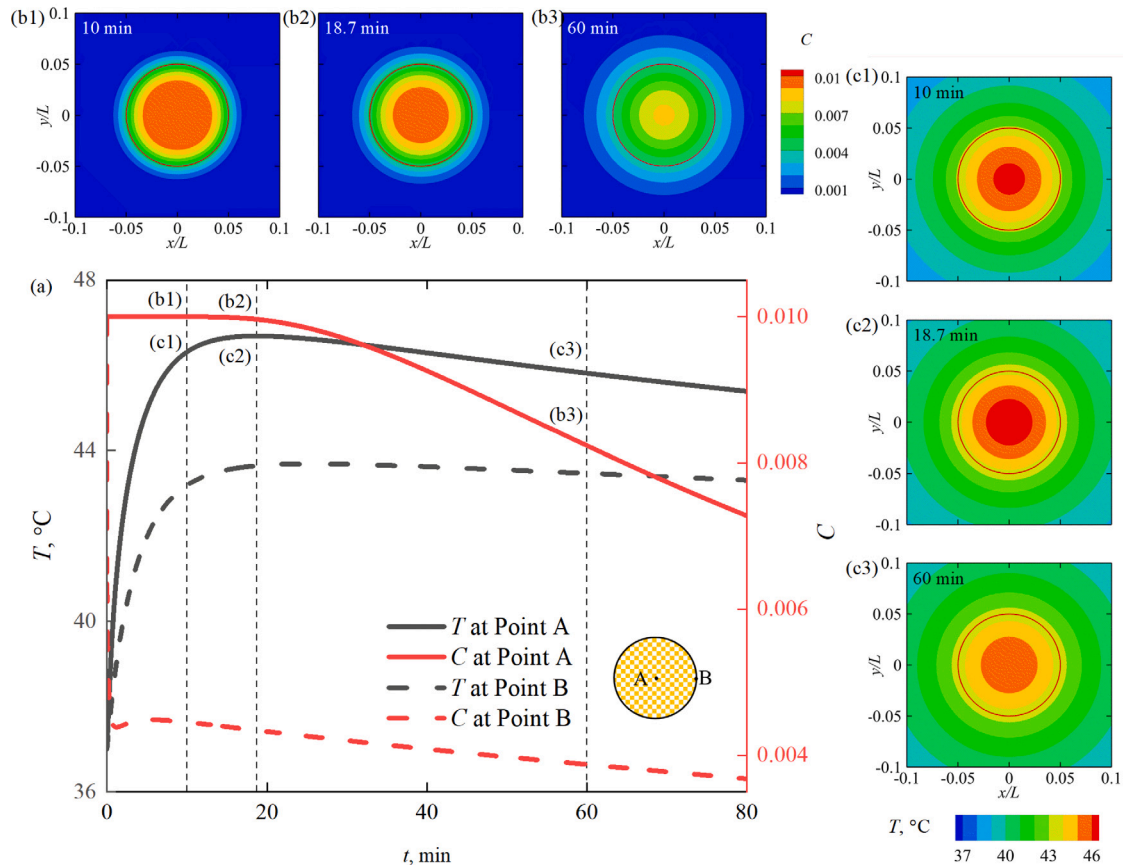 (b1)
10 min
0.1
0.05
0
-0.05
-0.1
y/L
-0.1
-0.05
0
0.05
0.1
x/L
(b2)
18.7 min
-0.1
-0.05
0
0.05
0.
x/L
(b3)
60 min
-0.1
-0.05
0
0.05
0.1
x/L
C
0.010
0.007
0.004
0.001
(c1)
10 min
0.1
0.05
0
-0.05
-0.1
y/L
(c2)
18.7 min
0.1
0.05
0
-0.05
-0.1
y/L
C
(c3)
60 min
0.1
0.05
0
-0.05
-0.1
y/L
-0.1
-0.05
0
0.05
0.1
x/L
T, °C
37
40
43
46
(a)
48
44
40
36
T, °C
(b1)
(b2)
(c1)
(c2)
(c3)
(b3)
0.010
0.008
0.006
0.004
T at Point A
C at Point A
T at Point B
C at Point B
A
B
0
20
40
60
80
t, min